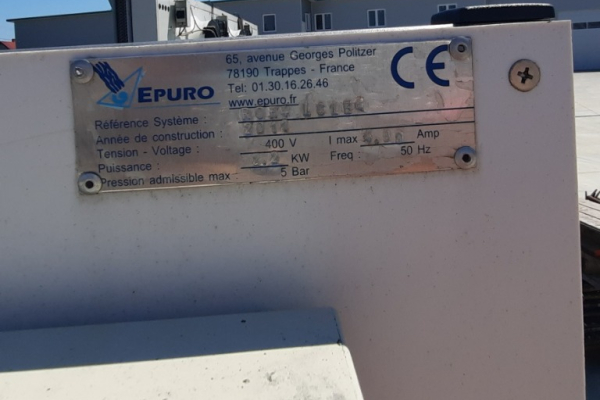 65, avenue Georges Politzer
78190 Trappes - France
Tel: 01.30.16.26.46
www.epuro.fr
EPURO
CE
Référence Système :
Année de construction :
Tension - Voltage : 400 V I max Amp
Puissance : KW Freq : 50 Hz
Pression admissible max : 5 Bar